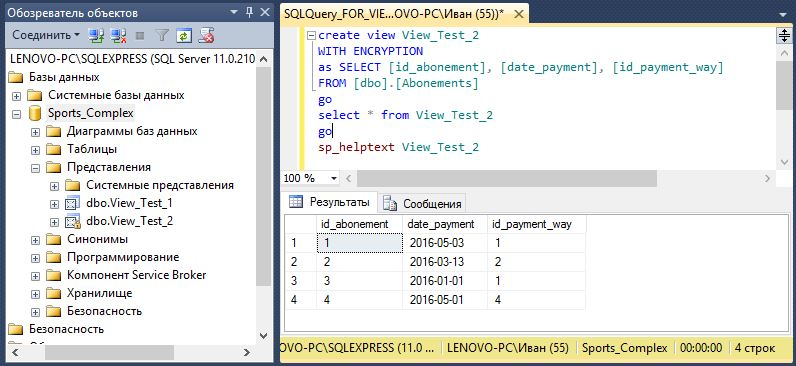 Обозреватель объектов
Соединить
LENOVO-PC\SQLEXPRESS (SQL Server 11.0.210
Базы данных
Системные базы данных
Sports_Complex
Диаграммы баз данных
Таблицы
Представления
Системные представления
dbo.View_Test_1
dbo.View_Test_2
Синонимы
Программирование
Компонент Service Broker
Хранилище
Безопасность
Безопасность
SQLQuery_FOR_VIE...OVO-PC\Иван (55))*
create view View_Test_2
WITH ENCRYPTION
as SELECT [id_abonement], [date_payment], [id_payment_way]
FROM [dbo].[Abonements]
go
select * from View_Test_2
go
sp_helptext View_Test_2
100 %
Результаты Сообщения
id_abonement date_payment id_payment_way
1 1 2016-05-03 1
2 2 2016-03-13 2
3 3 2016-01-01 1
4 4 2016-05-01 4
OVO-PC\SQLEXPRESS (11.0 ... LENOVO-PC\Иван (55) Sports_Complex 00:00:00 4 строк